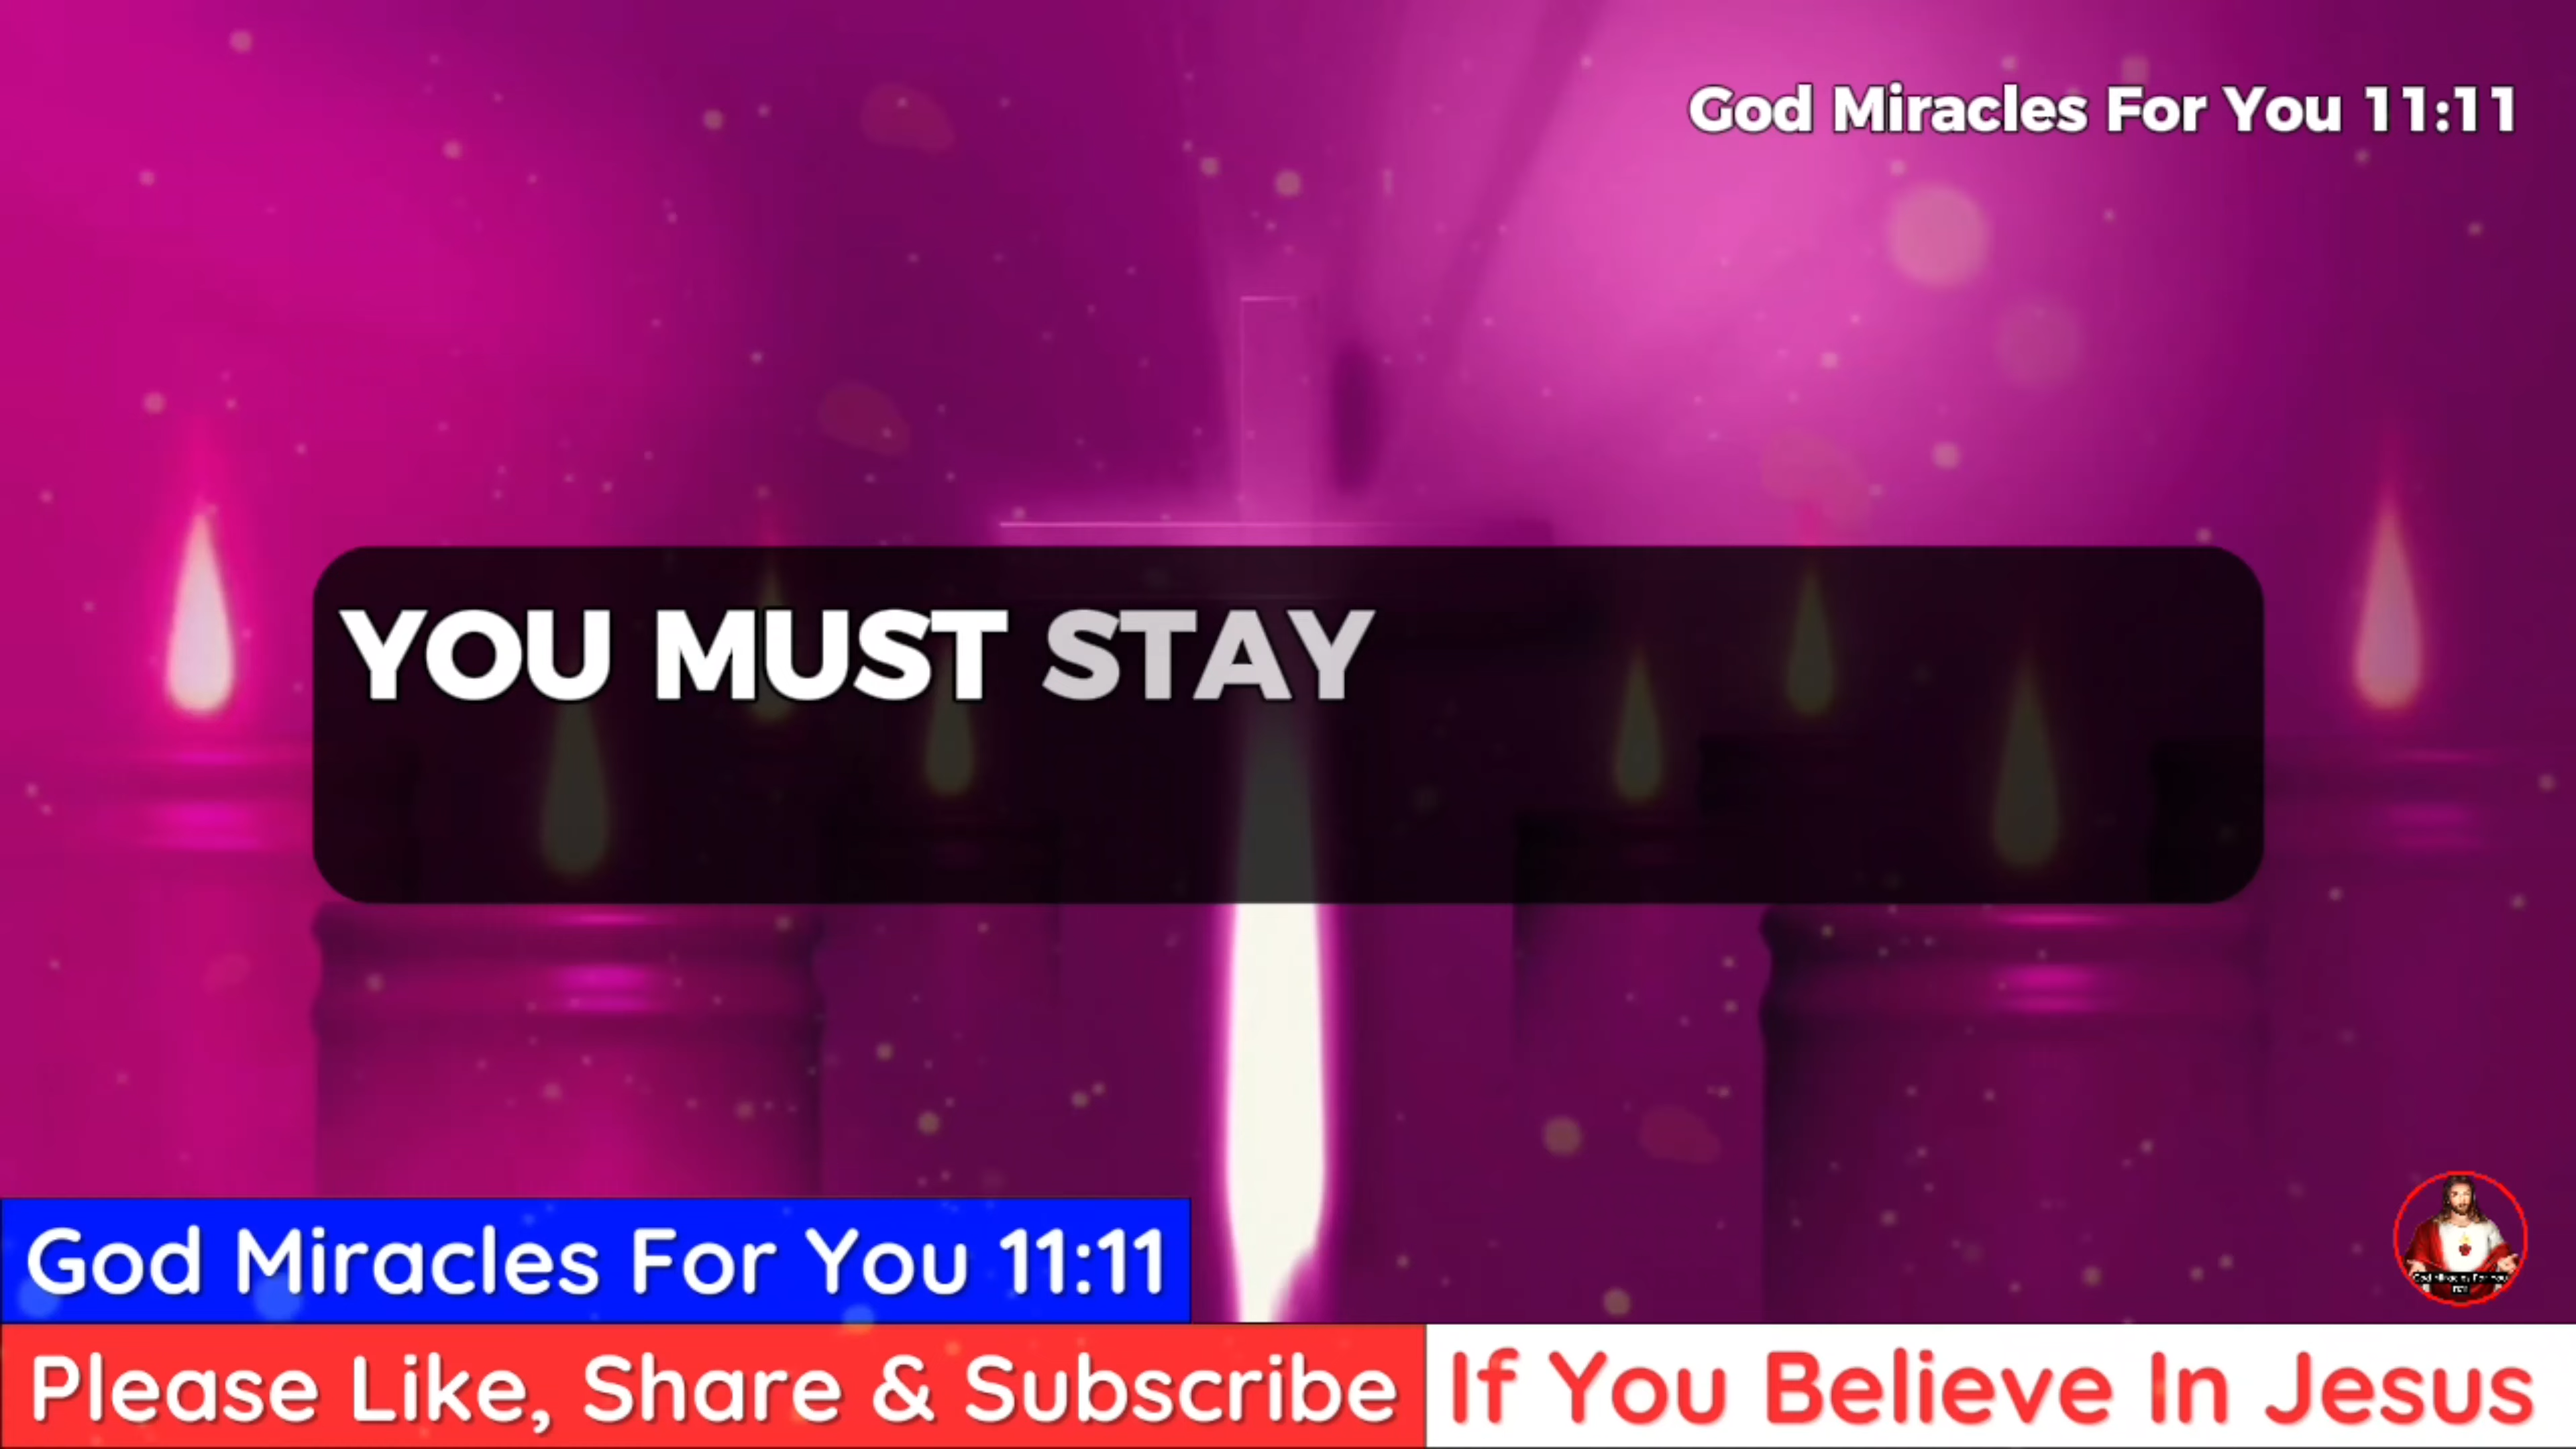 God Miracles For You 11:11
YOU MUST STAY
God Miracles For You 11:11
Please Like, Share & Subscribe
If You Believe In Jesus